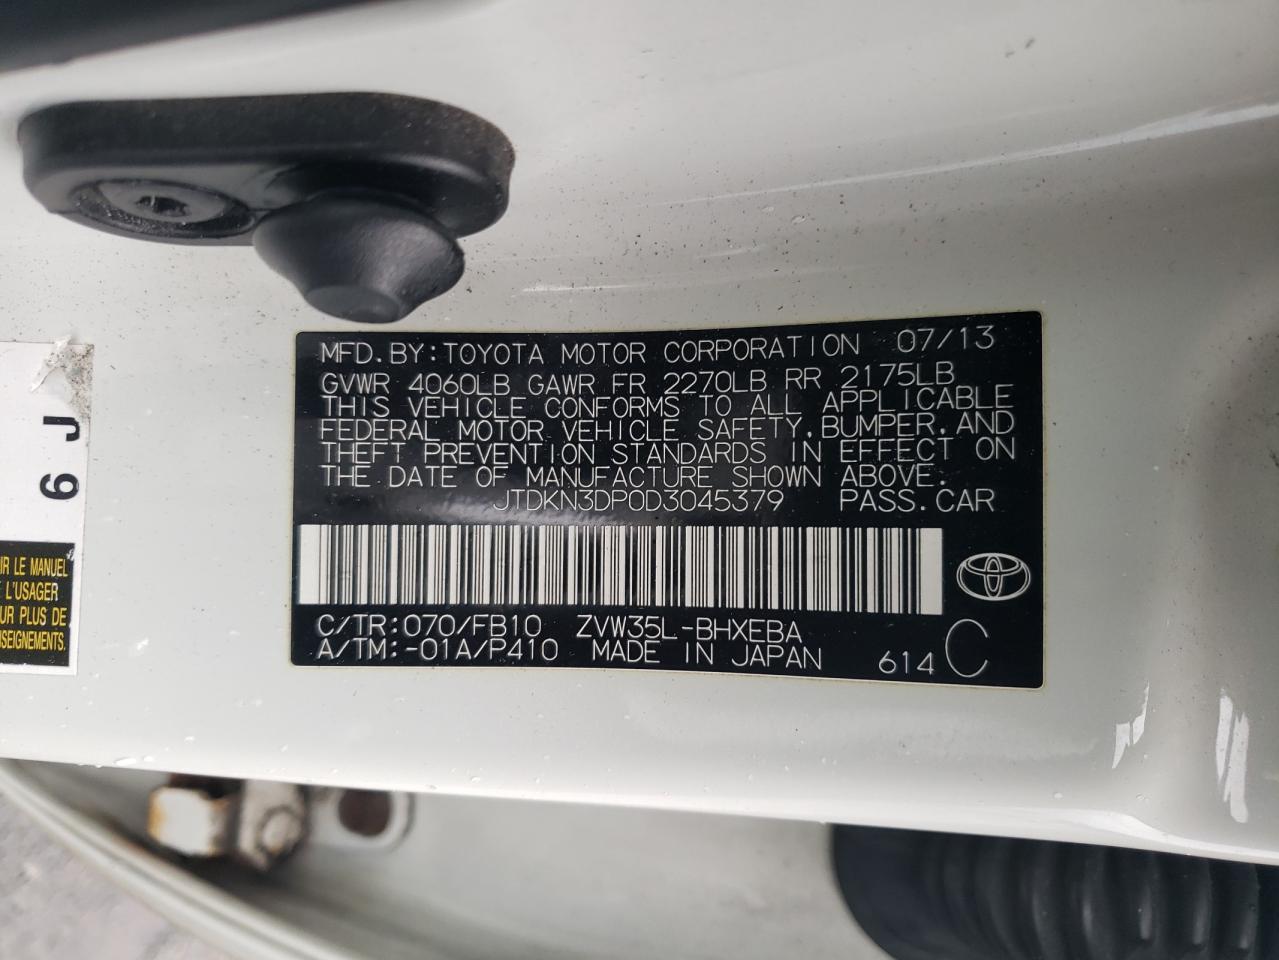 MFD.BY:TOYOTA MOTOR CORPORATION 07/13
GVWR 4060LB GAWR FR 2270LB RR 2175LB
THIS VEHICLE CONFORMS TO ALL APPLICABLE
FEDERAL MOTOR VEHICLE SAFETY,BUMPER,AND
THEFT PREVENTION STANDARDS IN EFFECT ON
THE DATE OF MANUFACTURE SHOWN ABOVE.
JTDKN3DP0D3045379 PASS.CAR
C/TR:070/FB10 ZVW35L-BHXEBA
A/TM:-01A/P410 MADE IN JAPAN 614 C
J 6
IR LE MANUEL
L'USAGER
UR PLUS DE
SEIGNEMENTS.